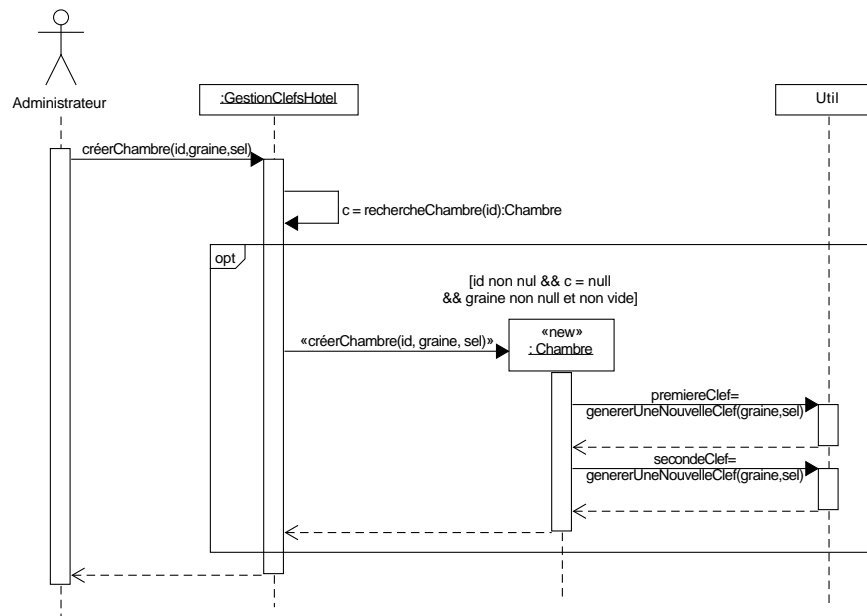 Administrateur
:GestionClefsHotel
Util
créerChambre(id,graine,sel)
c = rechercheChambre(id):Chambre
opt
[id non nul && c = null
&& graine non null et non vide]
«créerChambre(id, graine, sel)»
«new»
: Chambre
premiereClef=
genererUneNouvelleClef(graine,sel)
secondeClef=
genererUneNouvelleClef(graine,sel)